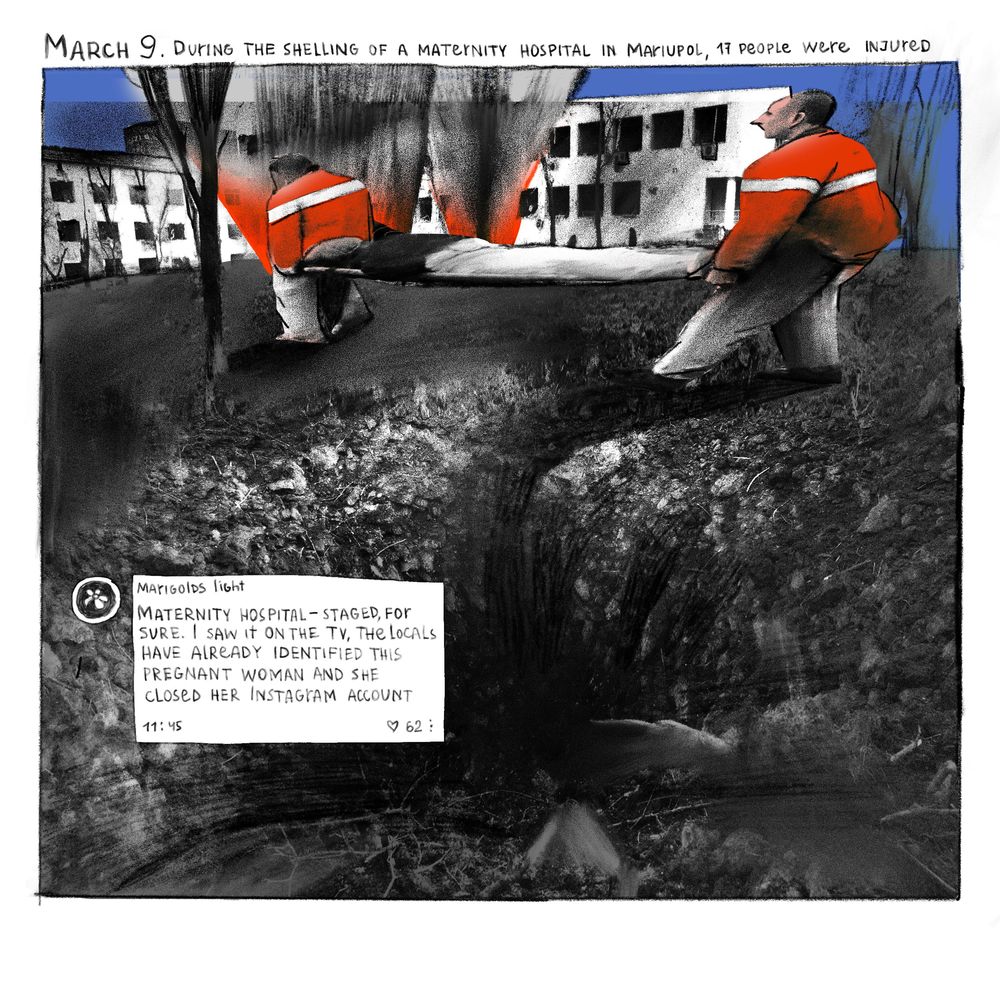 MARCH 9. DURING THE SHELLING OF A MATERNITY HOSPITAL IN MARIUPOL, 17 PEOPLE WERE INJURED
MARIGOLDS LIGHT
MATERNITY HOSPITAL - STAGED, FOR
SURE. I SAW IT ON THE TV, THE LOCALS
HAVE ALREADY IDENTIFIED THIS
PREGNANT WOMAN AND SHE
CLOSED HER INSTAGRAM ACCOUNT
11:45 ♡ 62 ⋮